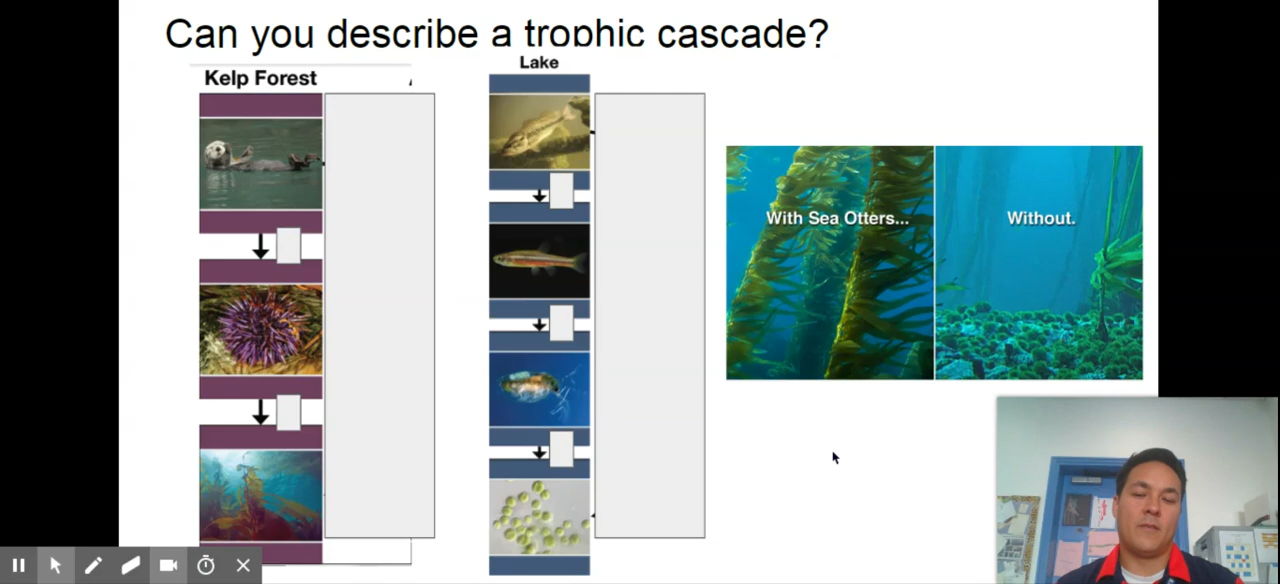 Can you describe a trophic cascade?
Kelp Forest
Lake
With Sea Otters...
Without.